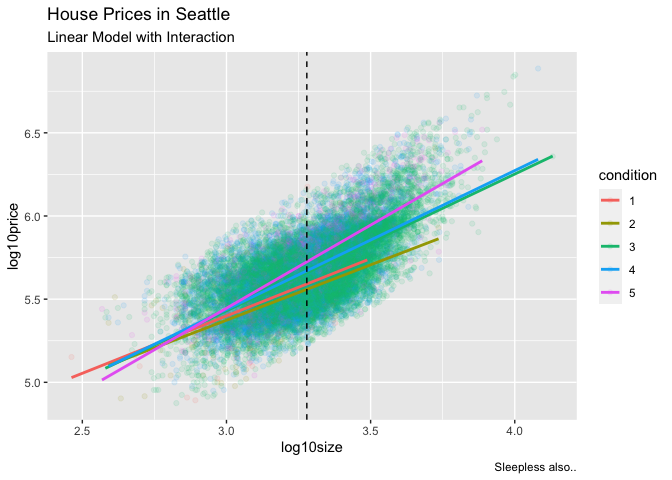 House Prices in Seattle
Linear Model with Interaction
log10price
6.5
6.0
5.5
5.0
2.5
3.0
3.5
4.0
log10size
condition
1
2
3
4
5
Sleepless also..